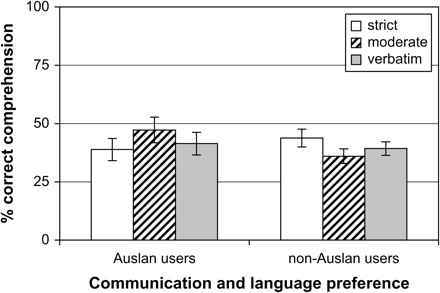 100
75
50
25
0
% correct comprehension
strict
moderate
verbatim
Auslan users
non-Auslan users
Communication and language preference